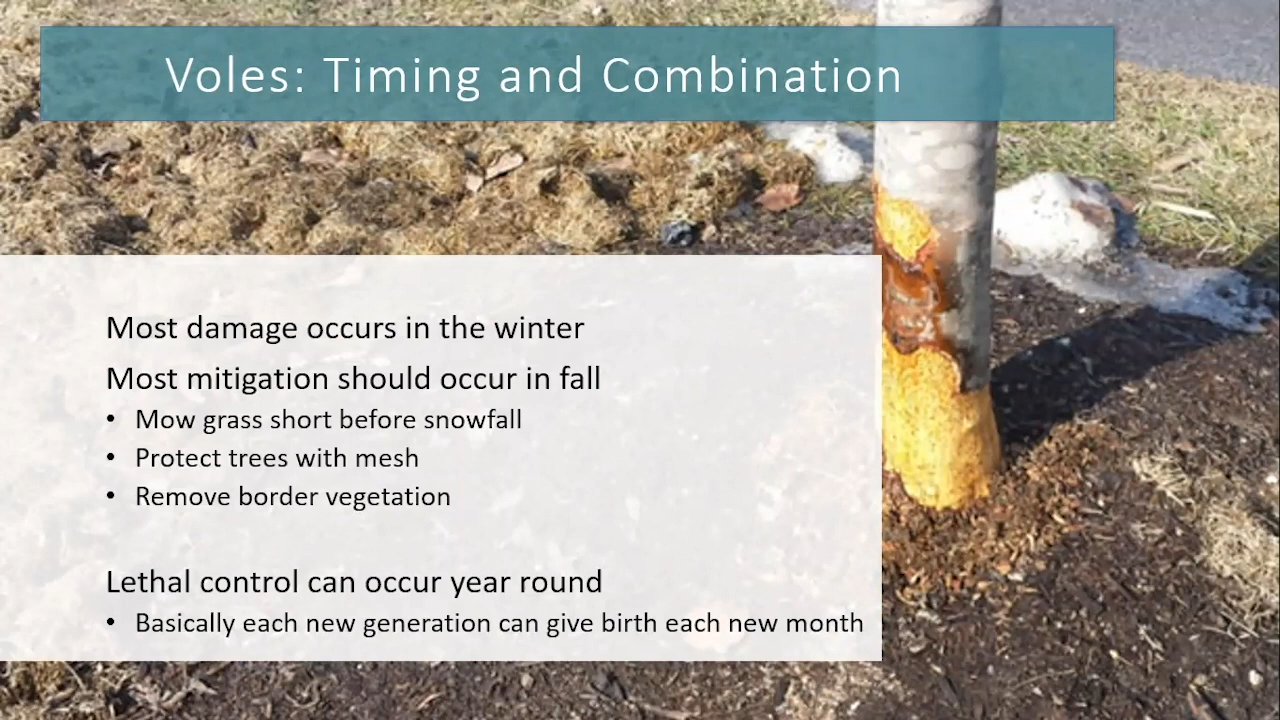 Voles: Timing and Combination
Most damage occurs in the winter
Most mitigation should occur in fall
• Mow grass short before snowfall
• Protect trees with mesh
• Remove border vegetation
Lethal control can occur year round
• Basically each new generation can give birth each new month